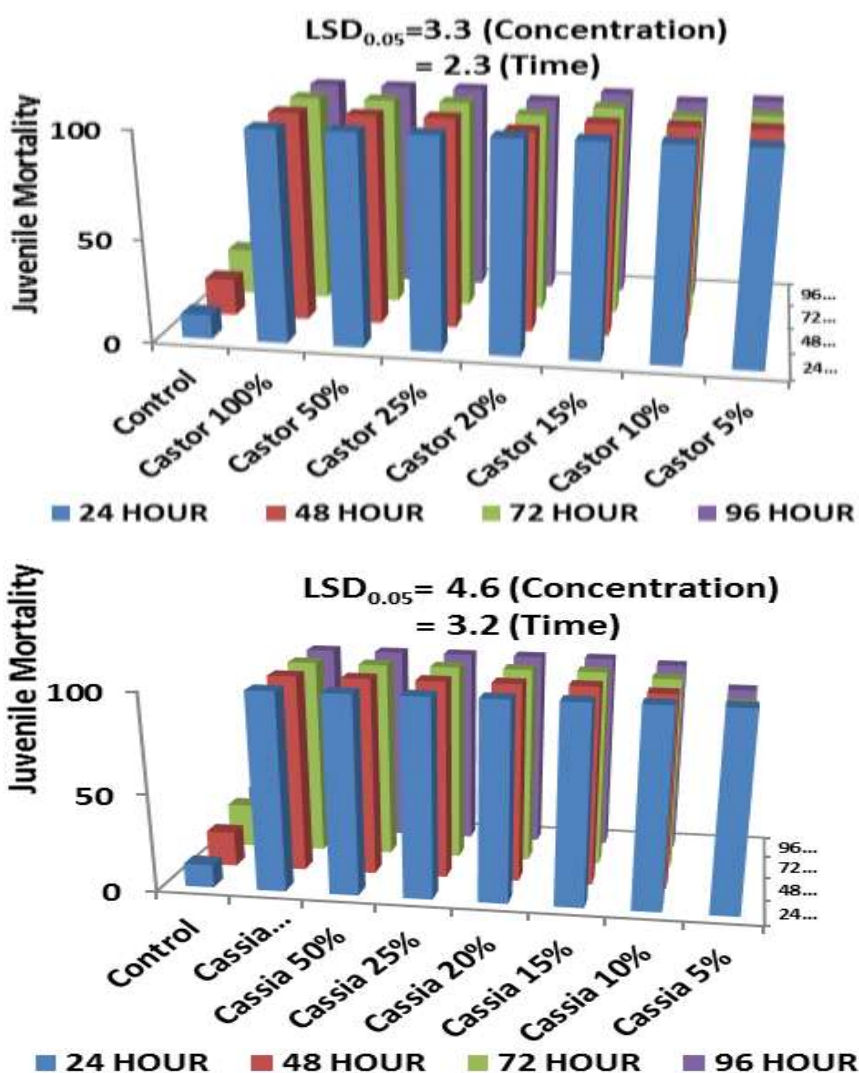 LSD0.05=3.3 (Concentration)
= 2.3 (Time)
Juvenile Mortality
100
50
0
96...
72...
48...
24...
Control
Castor 100%
Castor 50%
Castor 25%
Castor 20%
Castor 15%
Castor 10%
Castor 5%
24 HOUR 48 HOUR 72 HOUR 96 HOUR
LSD0.05= 4.6 (Concentration)
= 3.2 (Time)
Juvenile Mortality
100
50
0
96...
72...
48...
24...
Control
Cassia...
Cassia 50%
Cassia 25%
Cassia 20%
Cassia 15%
Cassia 10%
Cassia 5%
24 HOUR 48 HOUR 72 HOUR 96 HOUR